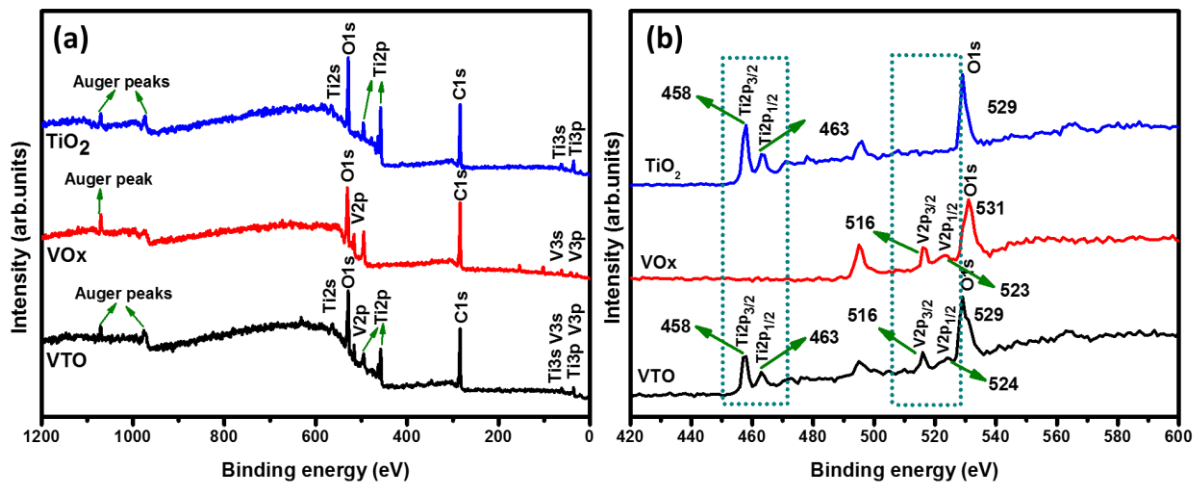 (a)
Auger peaks
TiO2
Ti2s
O1s
Ti2p
C1s
Ti3s
Ti3p
Auger peak
VOx
O1s
V2p
C1s
V3s
V3p
Auger peaks
VTO
Ti2s
O1s
V2p
Ti2p
C1s
Ti3s V3s
Ti3p V3p
Intensity (arb.units)
1200 1000 800 600 400 200 0
Binding energy (eV)
(b)
458
Ti2p3/2
Ti2p1/2
463
O1s
529
TiO2
516
V2p3/2
V2p1/2
O1s
531
523
VOx
458
Ti2p3/2
Ti2p1/2
463
516
V2p3/2
V2p1/2
O1s
529
524
VTO
Intensity (arb.units)
420 440 460 480 500 520 540 560 580 600
Binding energy (eV)